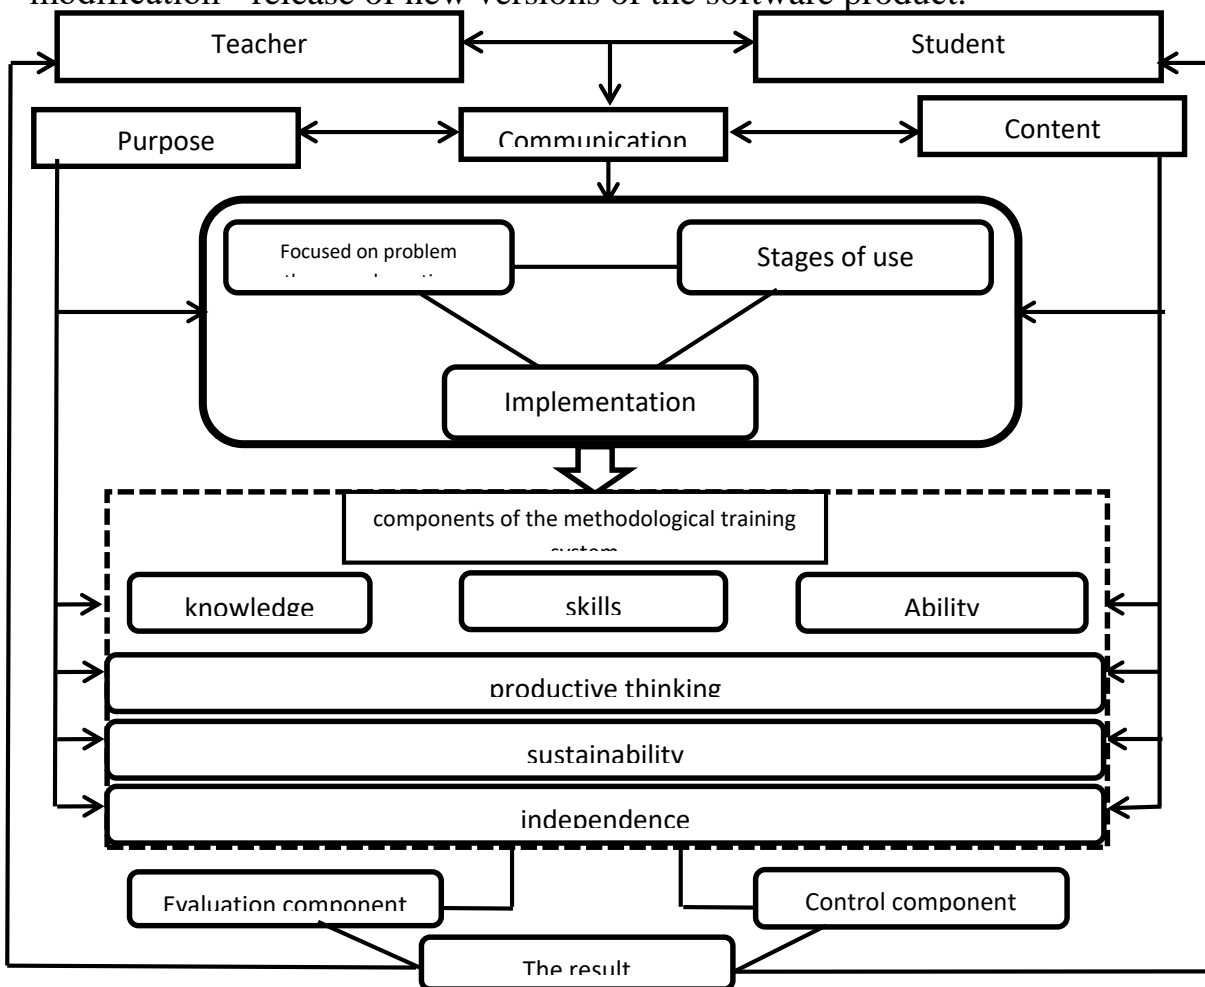 modification - release of new versions of the software product.
Teacher
Student
Purpose
Communication
Content
Focused on problem
Stages of use
Implementation
components of the methodological training
system
knowledge
skills
Ability
productive thinking
sustainability
independence
Evaluation component
Control component
The result